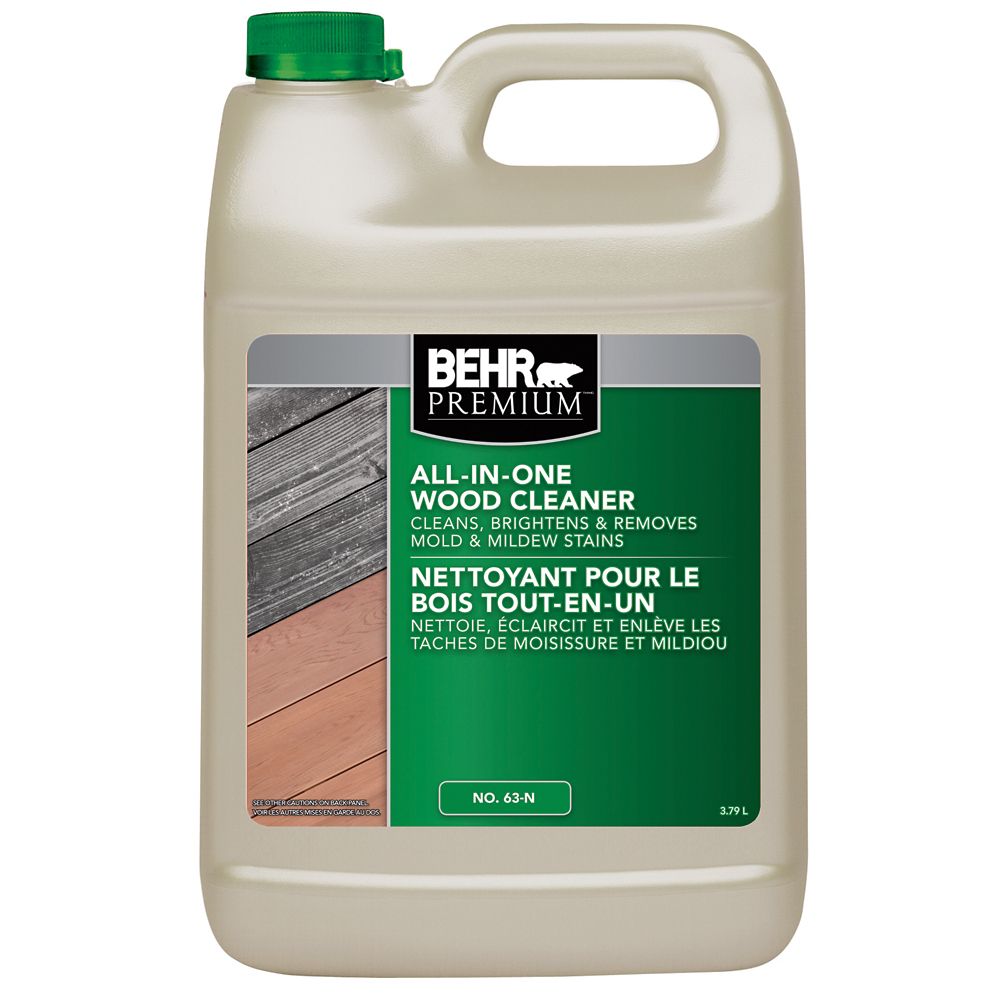 BEHR
PREMIUM
ALL-IN-ONE
WOOD CLEANER
CLEANS, BRIGHTENS & REMOVES
MOLD & MILDEW STAINS
NETTOYANT POUR LE
BOIS TOUT-EN-UN
NETTOIE, ÉCLAIRCIT ET ENLÈVE LES
TACHES DE MOISISSURE ET MILDIOU
SEE OTHER CAUTIONS ON BACK PANEL.
VOIR LES AUTRES MISES EN GARDE AU DOS.
NO. 63-N
3.79 L